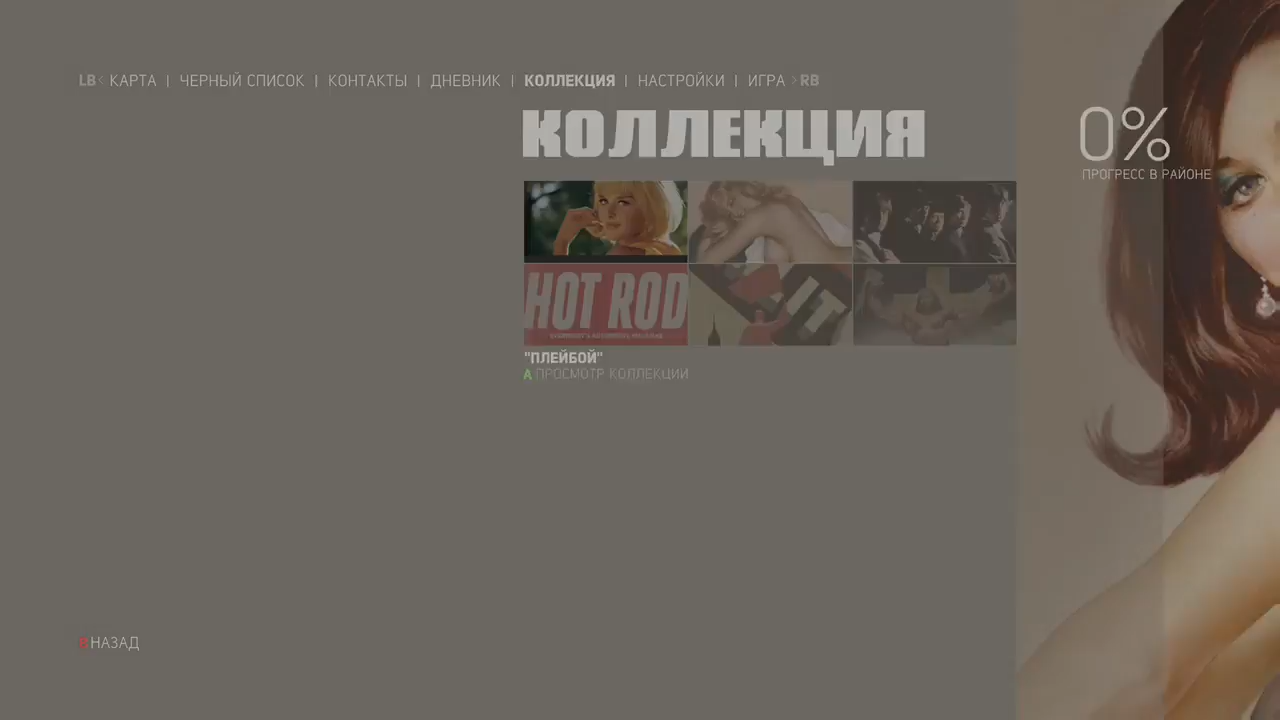 LB‹ КАРТА | ЧЕРНЫЙ СПИСОК | КОНТАКТЫ | ДНЕВНИК | КОЛЛЕКЦИЯ | НАСТРОЙКИ | ИГРА ›RB
КОЛЛЕКЦИЯ
0%
ПРОГРЕСС В РАЙОНЕ
HOT ROD
"ПЛЕЙБОЙ"
A ПРОСМОТР КОЛЛЕКЦИИ
B НАЗАД